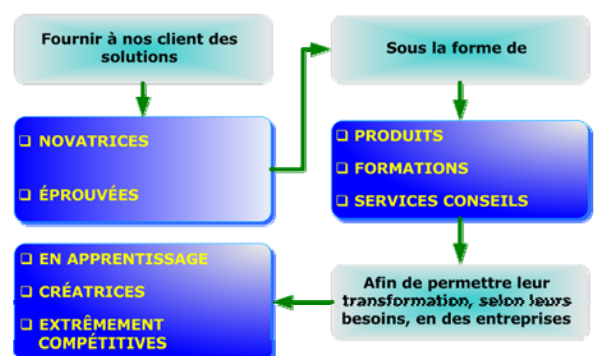 Fournir à nos client des
solutions
❑ NOVATRICES
❑ ÉPROUVÉES
Sous la forme de
❑ PRODUITS
❑ FORMATIONS
❑ SERVICES CONSEILS
Afin de permettre leur
transformation, selon leurs
besoins, en des entreprises
❑ EN APPRENTISSAGE
❑ CRÉATRICES
❑ EXTRÊMEMENT
COMPÉTITIVES